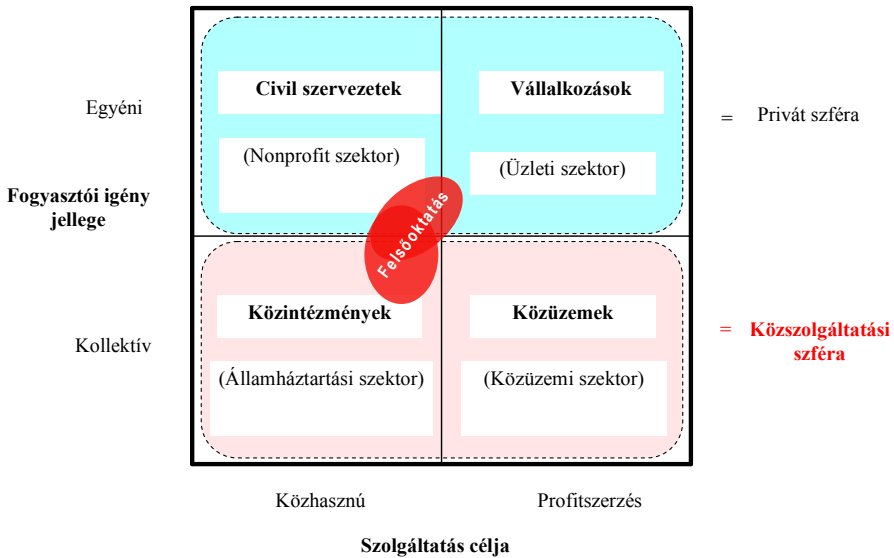 Civil szervezetek
Vállalkozások
Egyéni
= Privát szféra
(Nonprofit szektor)
(Üzleti szektor)
Fogyasztói igény
jellege
Felsőoktatás
Közintézmények
Közüzemek
Kollektív
= Közszolgáltatási
szféra
(Államháztartási szektor)
(Közüzemi szektor)
Közhasznú
Profitszerzés
Szolgáltatás célja